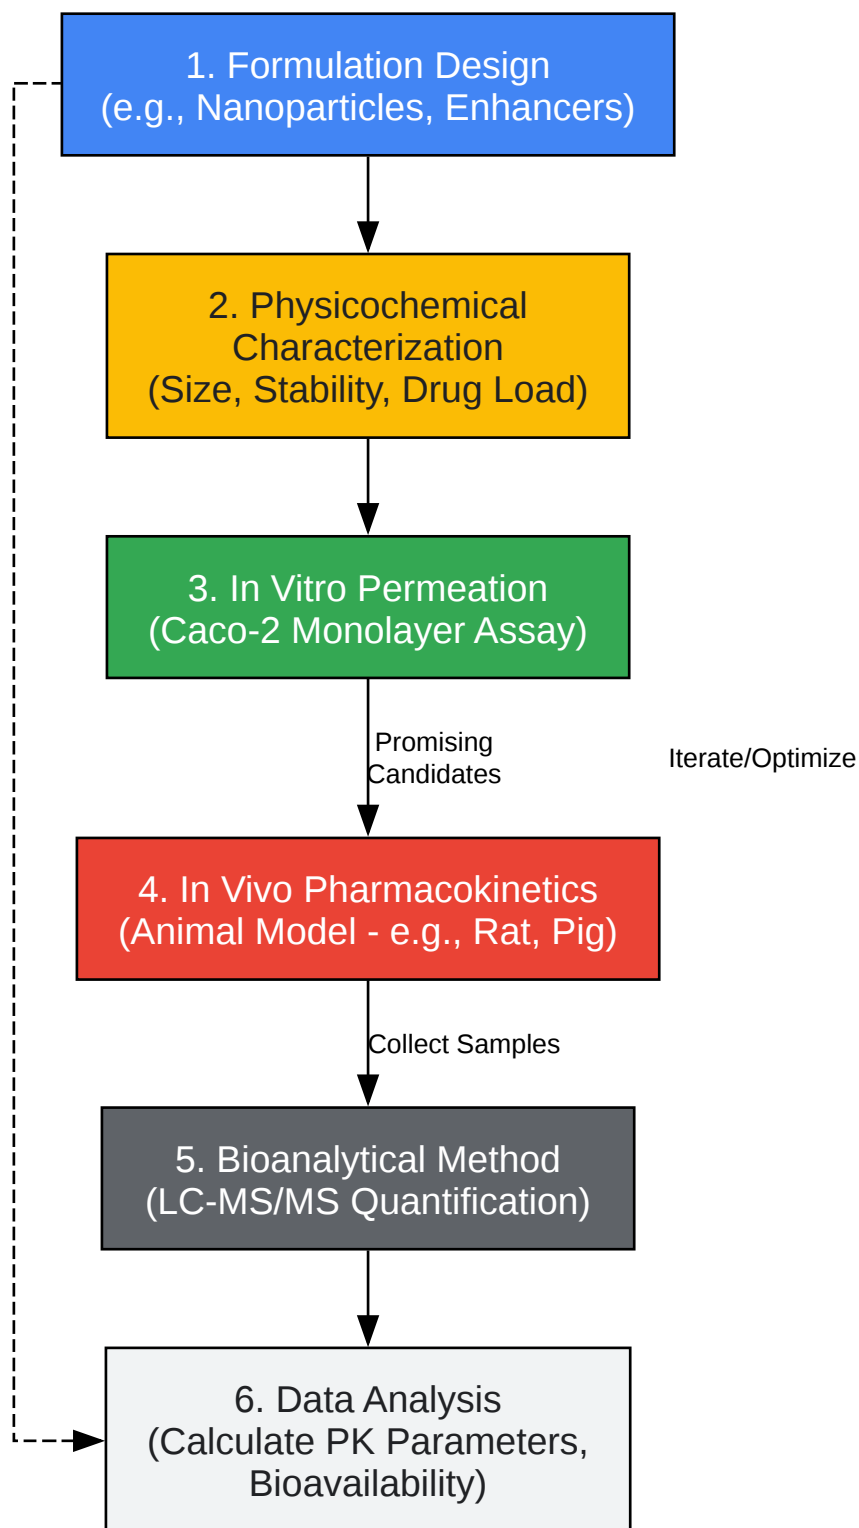 1. Formulation Design
(e.g., Nanoparticles, Enhancers)
2. Physicochemical
Characterization
(Size, Stability, Drug Load)
3. In Vitro Permeation
(Caco-2 Monolayer Assay)
Promising
Candidates
Iterate/Optimize
4. In Vivo Pharmacokinetics
(Animal Model - e.g., Rat, Pig)
Collect Samples
5. Bioanalytical Method
(LC-MS/MS Quantification)
6. Data Analysis
(Calculate PK Parameters,
Bioavailability)